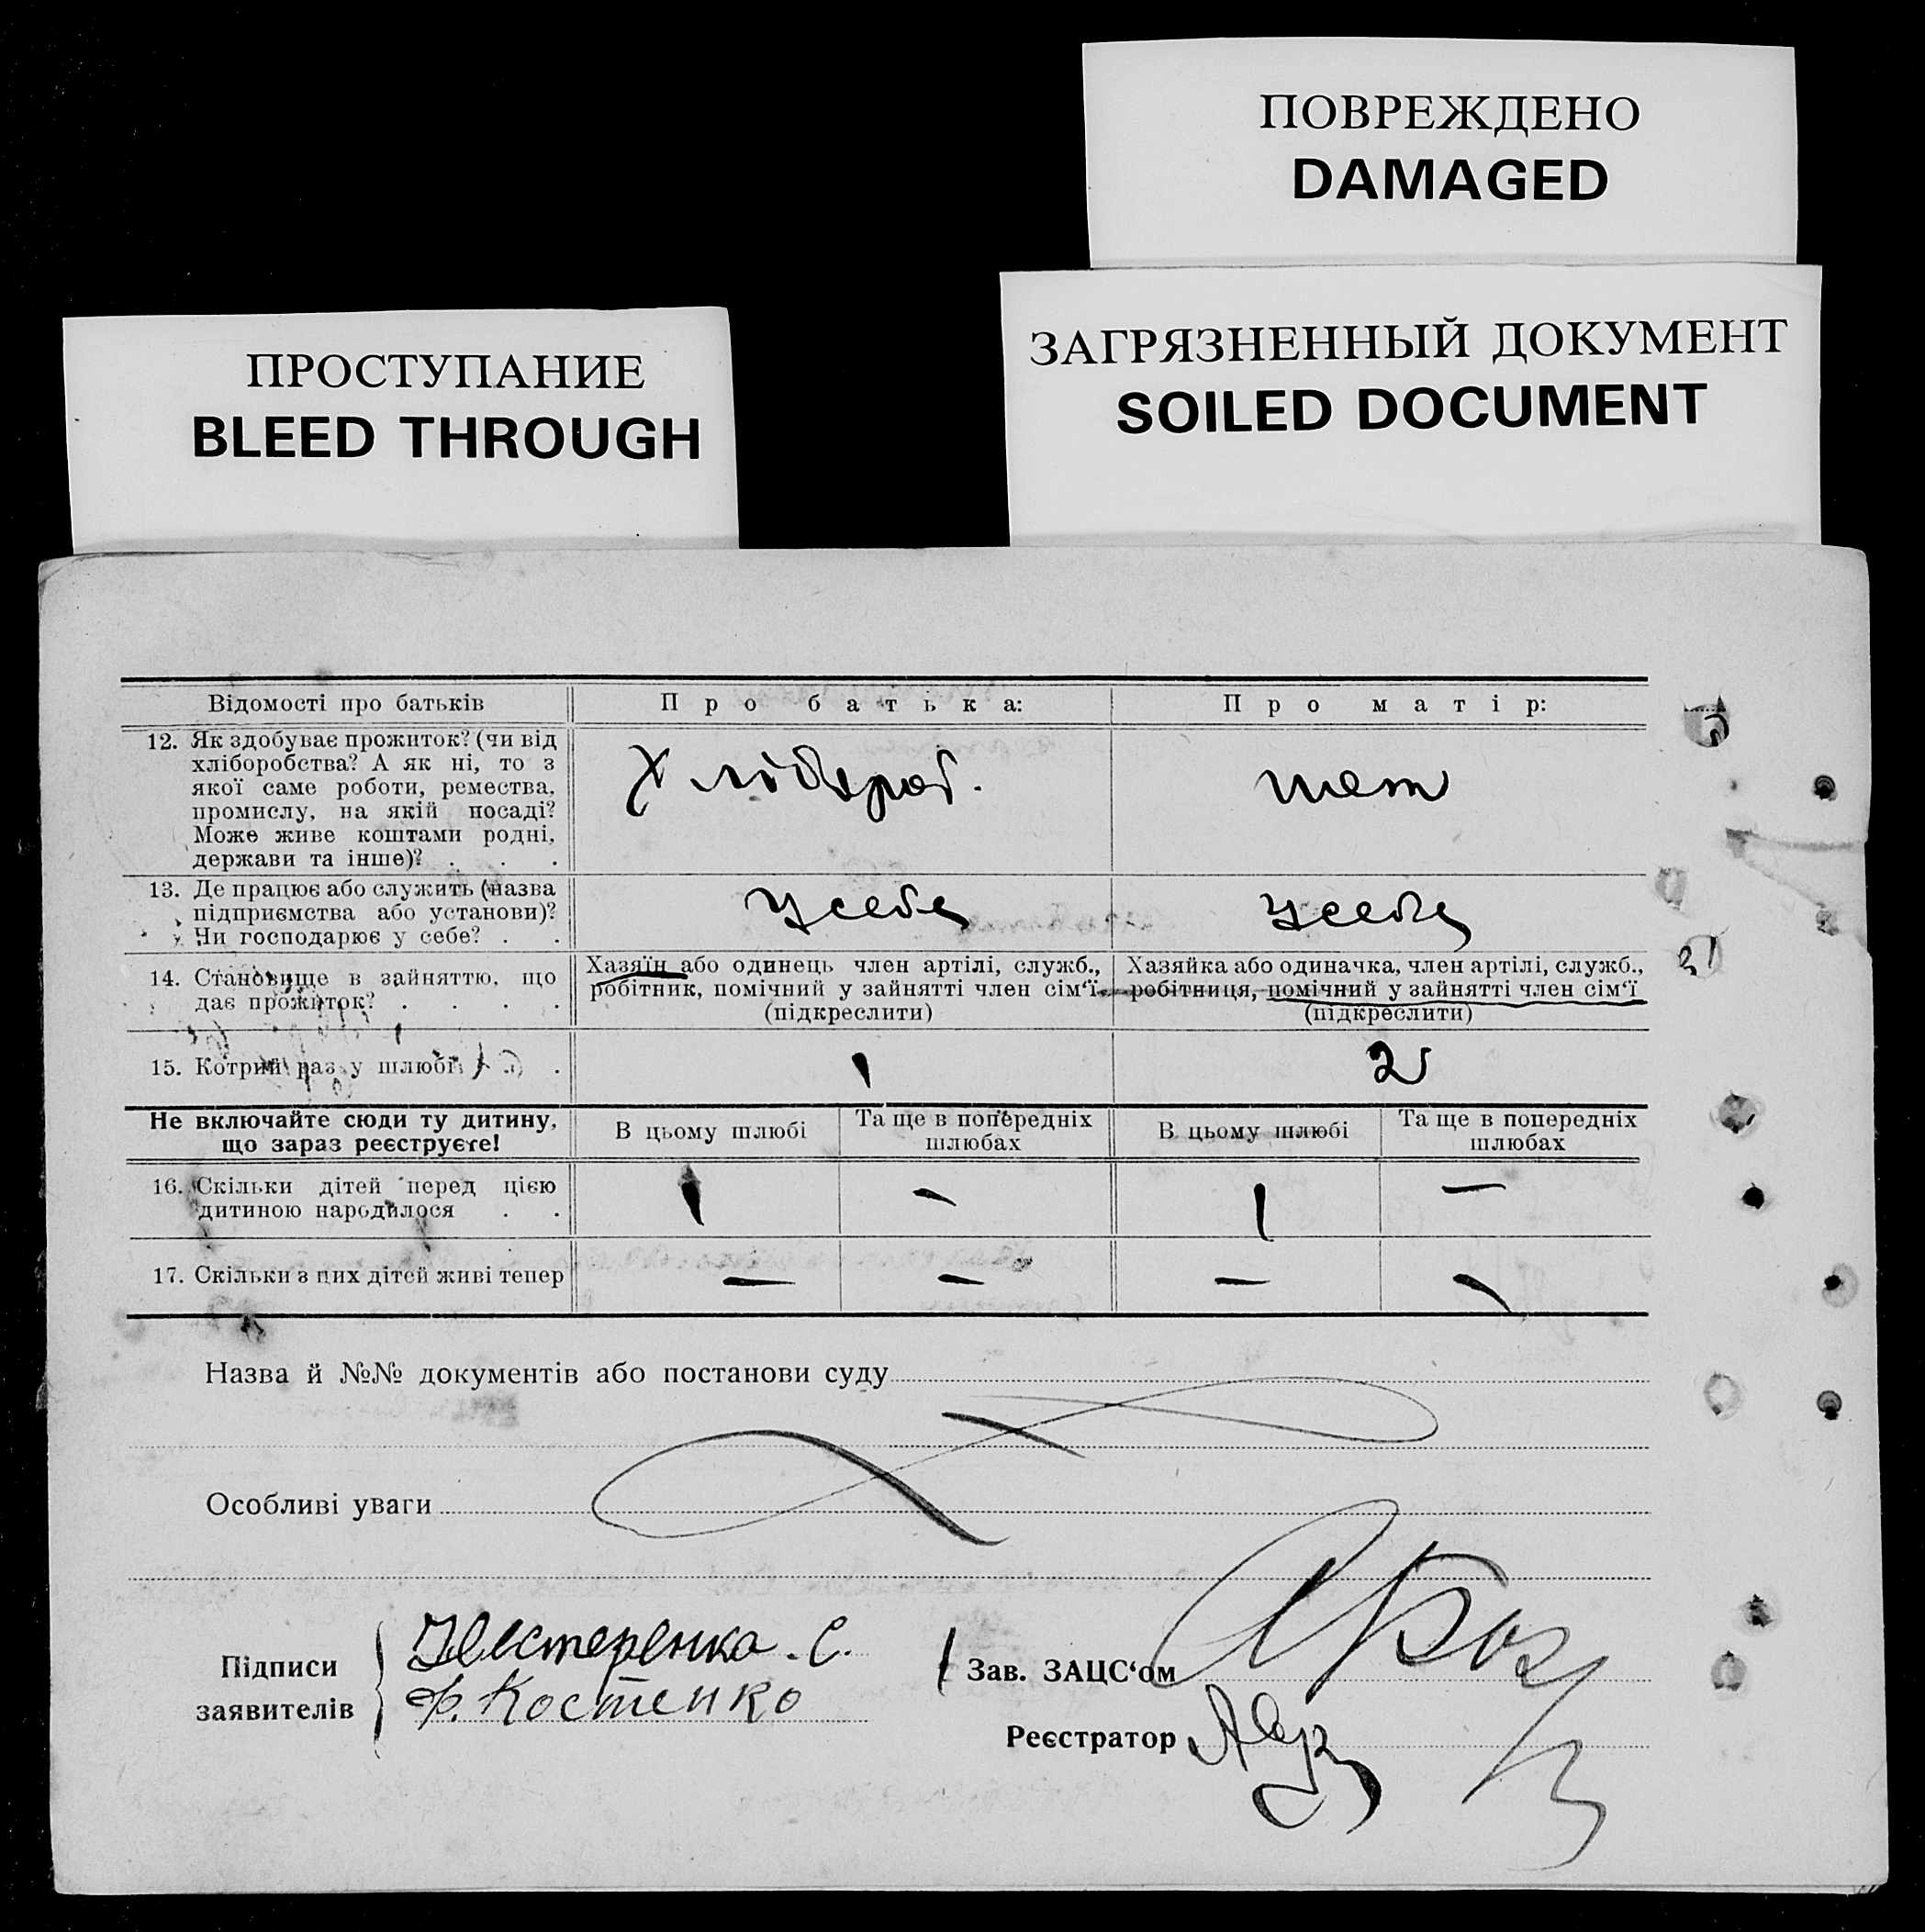 ПОВРЕЖДЕНО
DAMAGED
ЗАГРЯЗНЕННЫЙ ДОКУМЕНТ
SOILED DOCUMENT
ПРОСТУПАНИЕ
BLEED THROUGH
Відомості про батьків Про батька: Про матір:
12. Як здобуває прожиток? (чи від
хліборобства? А як ні, то з
якої саме роботи, ремества,
промислу, на якій посаді?
Може живе коштами родні,
держави та інше)? . . .
Хлібороб.
тот
13. Де працює або служить (назва
підприємства або установи)?
Чи господарює у себе? . .
У себе
У себе
14. Становище в зайняттю, що
дає прожиток? . . . .
Хазяїн або одинець член артілі, служб.,
робітник, помічний у зайнятті член сім‘ї
(підкреслити)
Хазяйка або одиначка, член артілі, служб.,
робітниця, помічний у зайнятті член сім‘ї
(підкреслити)
15. Котрий раз у шлюбі 1 2
Не включайте сюди ту дитину,
що зараз реєструєте!
В цьому шлюбі
Та ще в попередніх
шлюбах
В цьому шлюбі
Та ще в попередніх
шлюбах
16. Скільки дітей перед цією
дитиною народилося . .
1 — 1 —
17. Скільки з цих дітей живі тепер — — — —
Назва й №№ документів або постанови суду
Особливі уваги
Підписи
заявителів
Нестеренко. С.
Ф. Костенко
Зав. ЗАЦС‘ом
Реєстратор
31